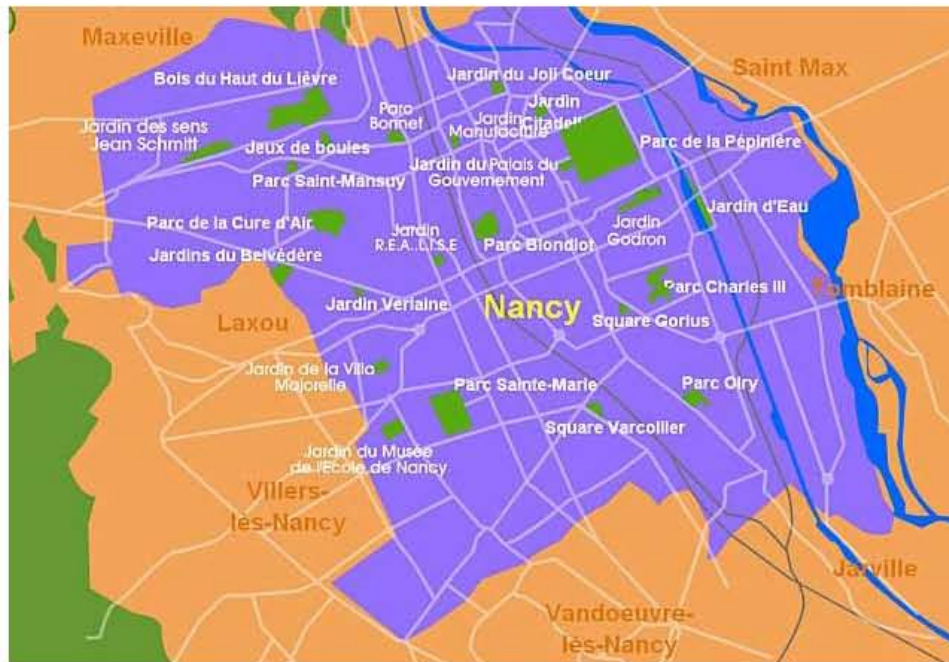 Maxeville
Saint Max
Bois du Haut du Lièvre
Jardin du Joli Coeur
Parc
Bonnet
Jardin
Citadell
Jardin
Manufacture
Jardin des sens
Jean Schmitt
Jeux de boules
Parc de la Pépinière
Parc Saint-Mansuy
Jardin du Palais du
Gouvernement
Parc de la Cure d'Air
Jardin
R.E.A..L.I.S.E
Parc Blondlot
Jardin
Godron
Jardin d'Eau
Jardins du Belvédère
Jardin Verlaine
Nancy
Parc Charles III
Tomblaine
Laxou
Square Gorius
Jardin de la Villa
Majorelle
Parc Sainte-Marie
Parc Olry
Square Varcollier
Jardin du Musée
de l'Ecole de Nancy
Villers-
lès-Nancy
Jarville
Vandoeuvre-
lès-Nancy